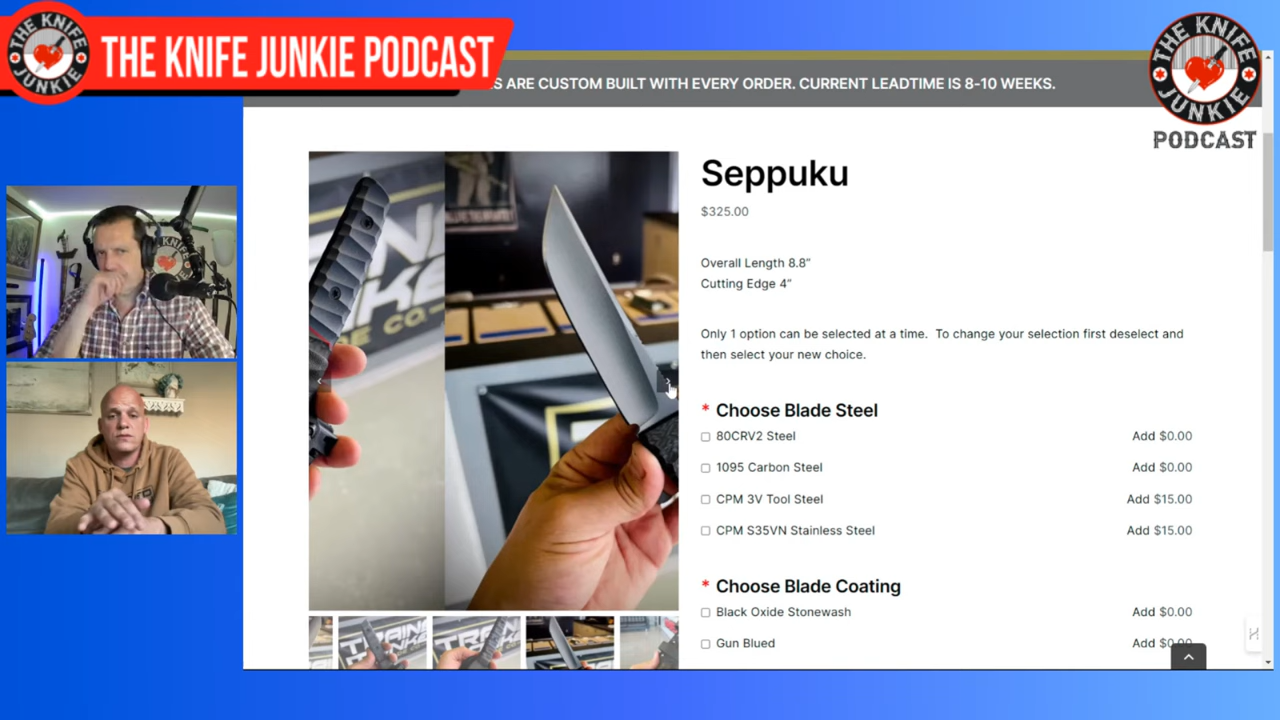 THE KNIFE JUNKIE
THE KNIFE JUNKIE PODCAST
THE KNIFE
JUNKIE
PODCAST
ARE CUSTOM BUILT WITH EVERY ORDER. CURRENT LEADTIME IS 8-10 WEEKS.
Seppuku
$325.00
Overall Length 8.8”
Cutting Edge 4”
Only 1 option can be selected at a time. To change your selection first deselect and
then select your new choice.
* Choose Blade Steel
80CRV2 Steel Add $0.00
1095 Carbon Steel Add $0.00
CPM 3V Tool Steel Add $15.00
CPM S35VN Stainless Steel Add $15.00
* Choose Blade Coating
Black Oxide Stonewash Add $0.00
Gun Blued Add $0.00